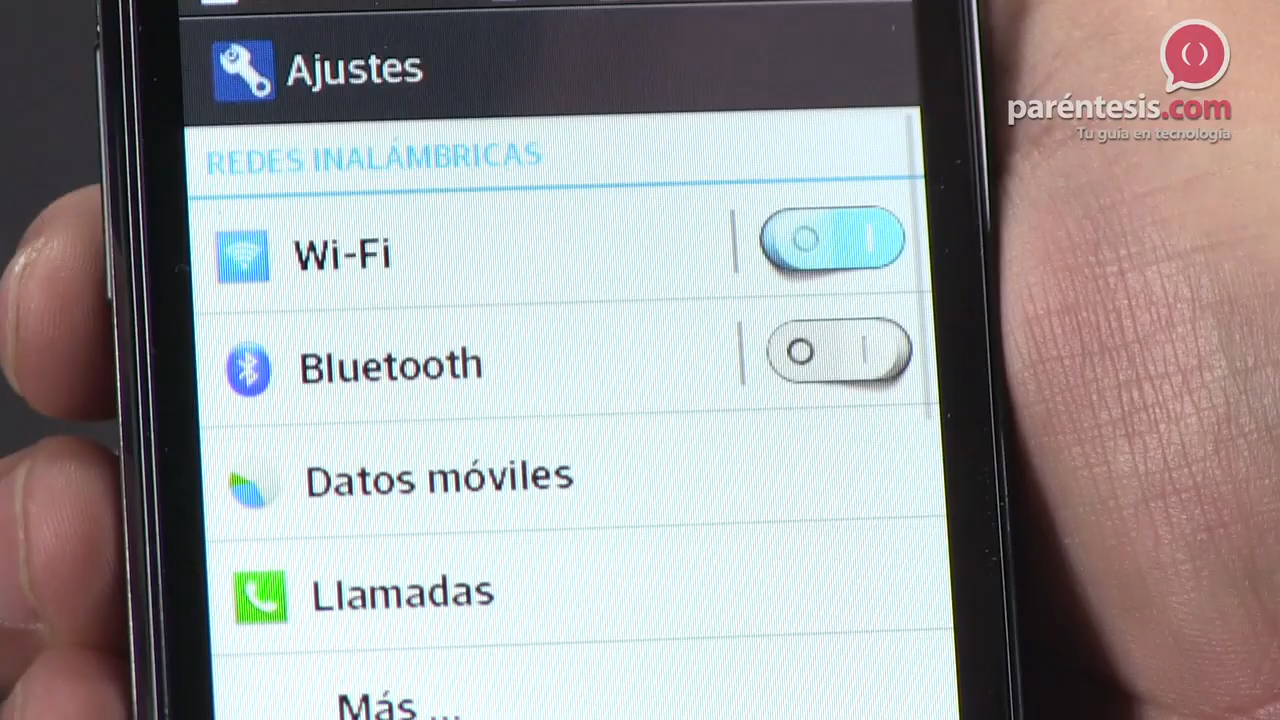 Ajustes
paréntesis.com
Tu guía en tecnología
REDES INALÁMBRICAS
Wi-Fi
Bluetooth
Datos móviles
Llamadas
Más ...